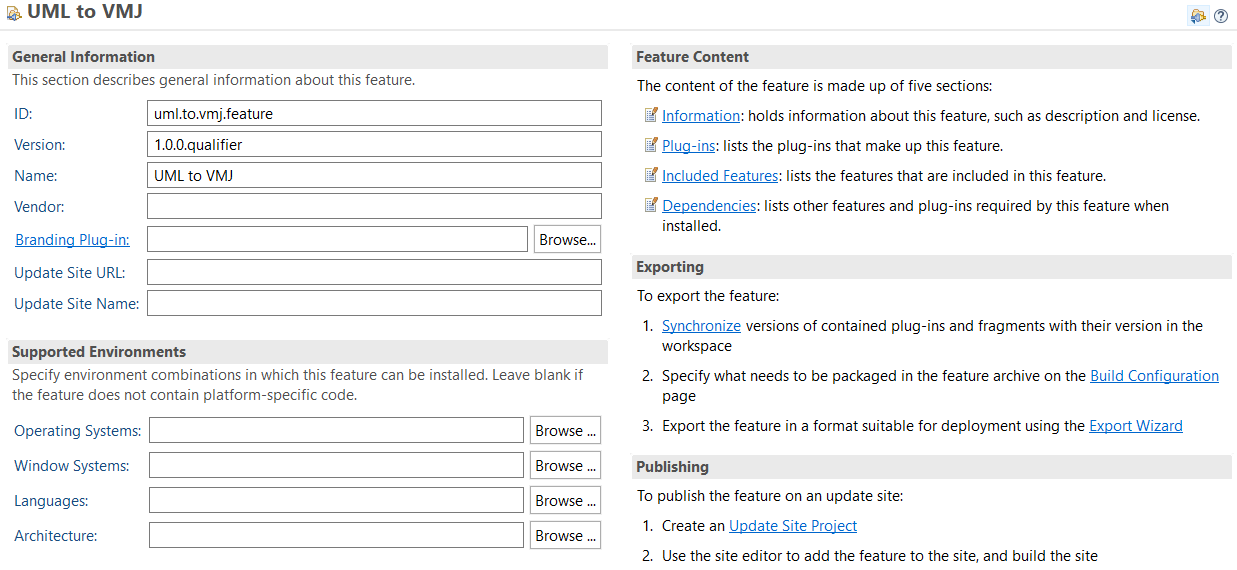 UML to VMJ
General Information
This section describes general information about this feature.
ID: uml.to.vmj.feature
Version: 1.0.0.qualifier
Name: UML to VMJ
Vendor:
Branding Plug-in: Browse...
Update Site URL:
Update Site Name:
Supported Environments
Specify environment combinations in which this feature can be installed. Leave blank if
the feature does not contain platform-specific code.
Operating Systems: Browse ...
Window Systems: Browse ...
Languages: Browse ...
Architecture: Browse ...
Feature Content
The content of the feature is made up of five sections:
Information: holds information about this feature, such as description and license.
Plug-ins: lists the plug-ins that make up this feature.
Included Features: lists the features that are included in this feature.
Dependencies: lists other features and plug-ins required by this feature when
installed.
Exporting
To export the feature:
1. Synchronize versions of contained plug-ins and fragments with their version in the
workspace
2. Specify what needs to be packaged in the feature archive on the Build Configuration
page
3. Export the feature in a format suitable for deployment using the Export Wizard
Publishing
To publish the feature on an update site:
1. Create an Update Site Project
2. Use the site editor to add the feature to the site, and build the site